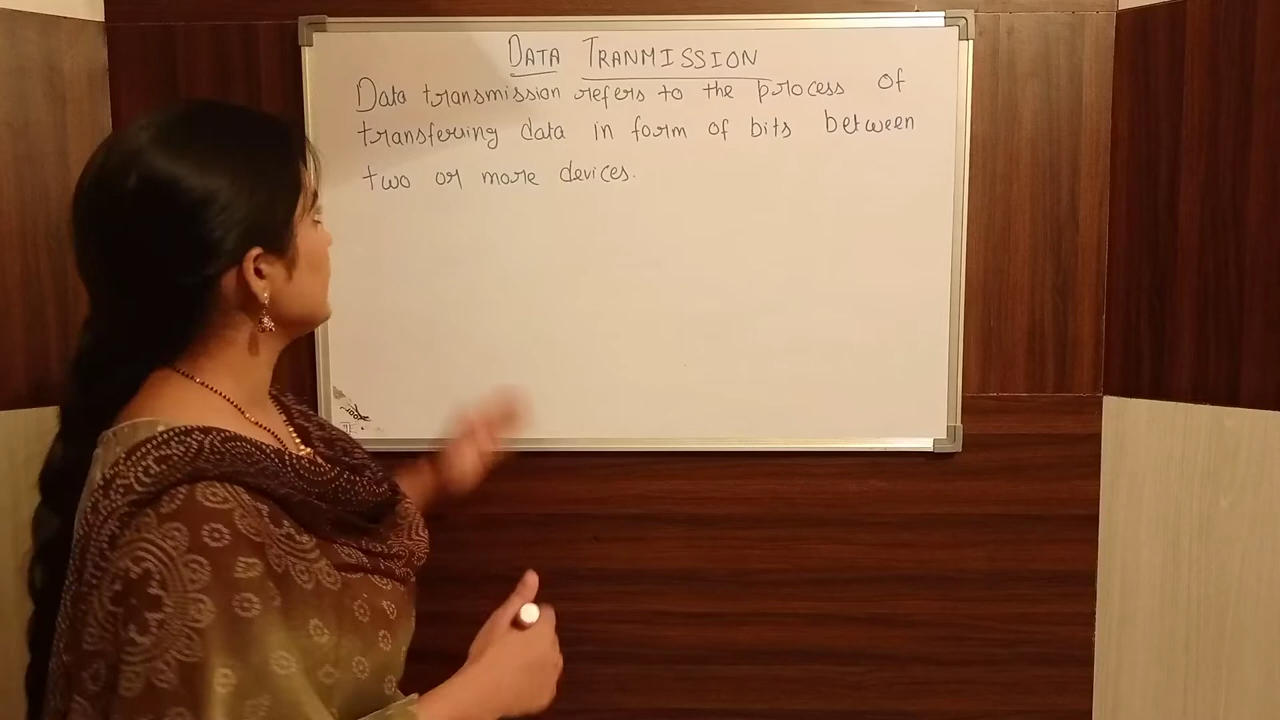 DATA TRANMISSION
Data transmission refers to the process of
transferring data in form of bits between
two or more devices.